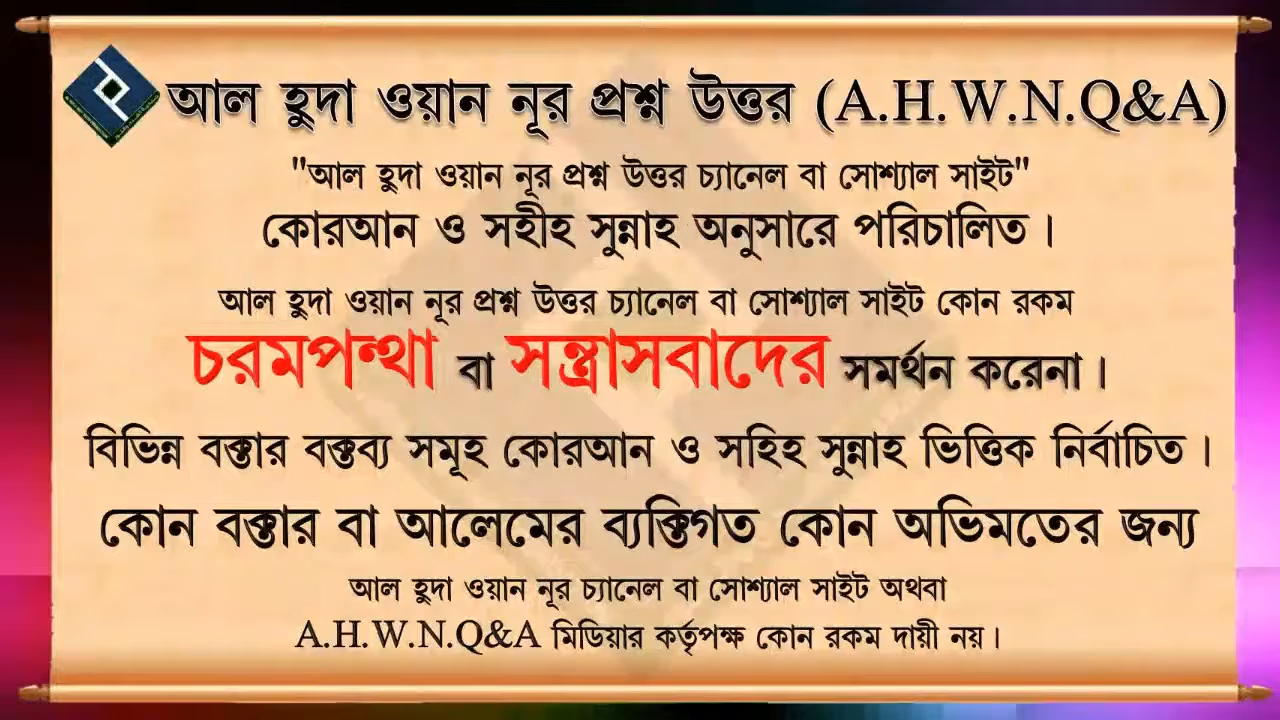 আল হুদা ওয়ান নূর প্রশ্ন উত্তর (A.H.W.N.Q&A)
"আল হুদা ওয়ান নূর প্রশ্ন উত্তর চ্যানেল বা সোশ্যাল সাইট"
কোরআন ও সহীহ সুন্নাহ অনুসারে পরিচালিত।
আল হুদা ওয়ান নূর প্রশ্ন উত্তর চ্যানেল বা সোশ্যাল সাইট কোন রকম
চরমপন্থা বা সন্ত্রাসবাদের সমর্থন করেনা।
বিভিন্ন বক্তার বক্তব্য সমূহ কোরআন ও সহিহ সুন্নাহ ভিত্তিক নির্বাচিত।
কোন বক্তার বা আলেমের ব্যক্তিগত কোন অভিমতের জন্য
আল হুদা ওয়ান নূর চ্যানেল বা সোশ্যাল সাইট অথবা
A.H.W.N.Q&A মিডিয়ার কর্তৃপক্ষ কোন রকম দায়ী নয়।